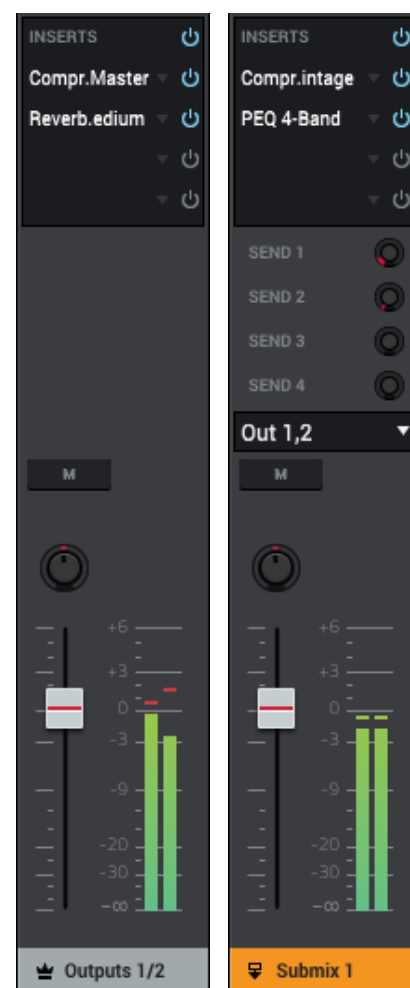 INSERTS
Compr.Master
Reverb.edium
M
+6
+3
0
-3
-9
-20
-30
-∞
Outputs 1/2
INSERTS
Compr.intage
PEQ 4-Band
SEND 1
SEND 2
SEND 3
SEND 4
Out 1,2
M
+6
+3
0
-3
-9
-20
-30
-∞
Submix 1